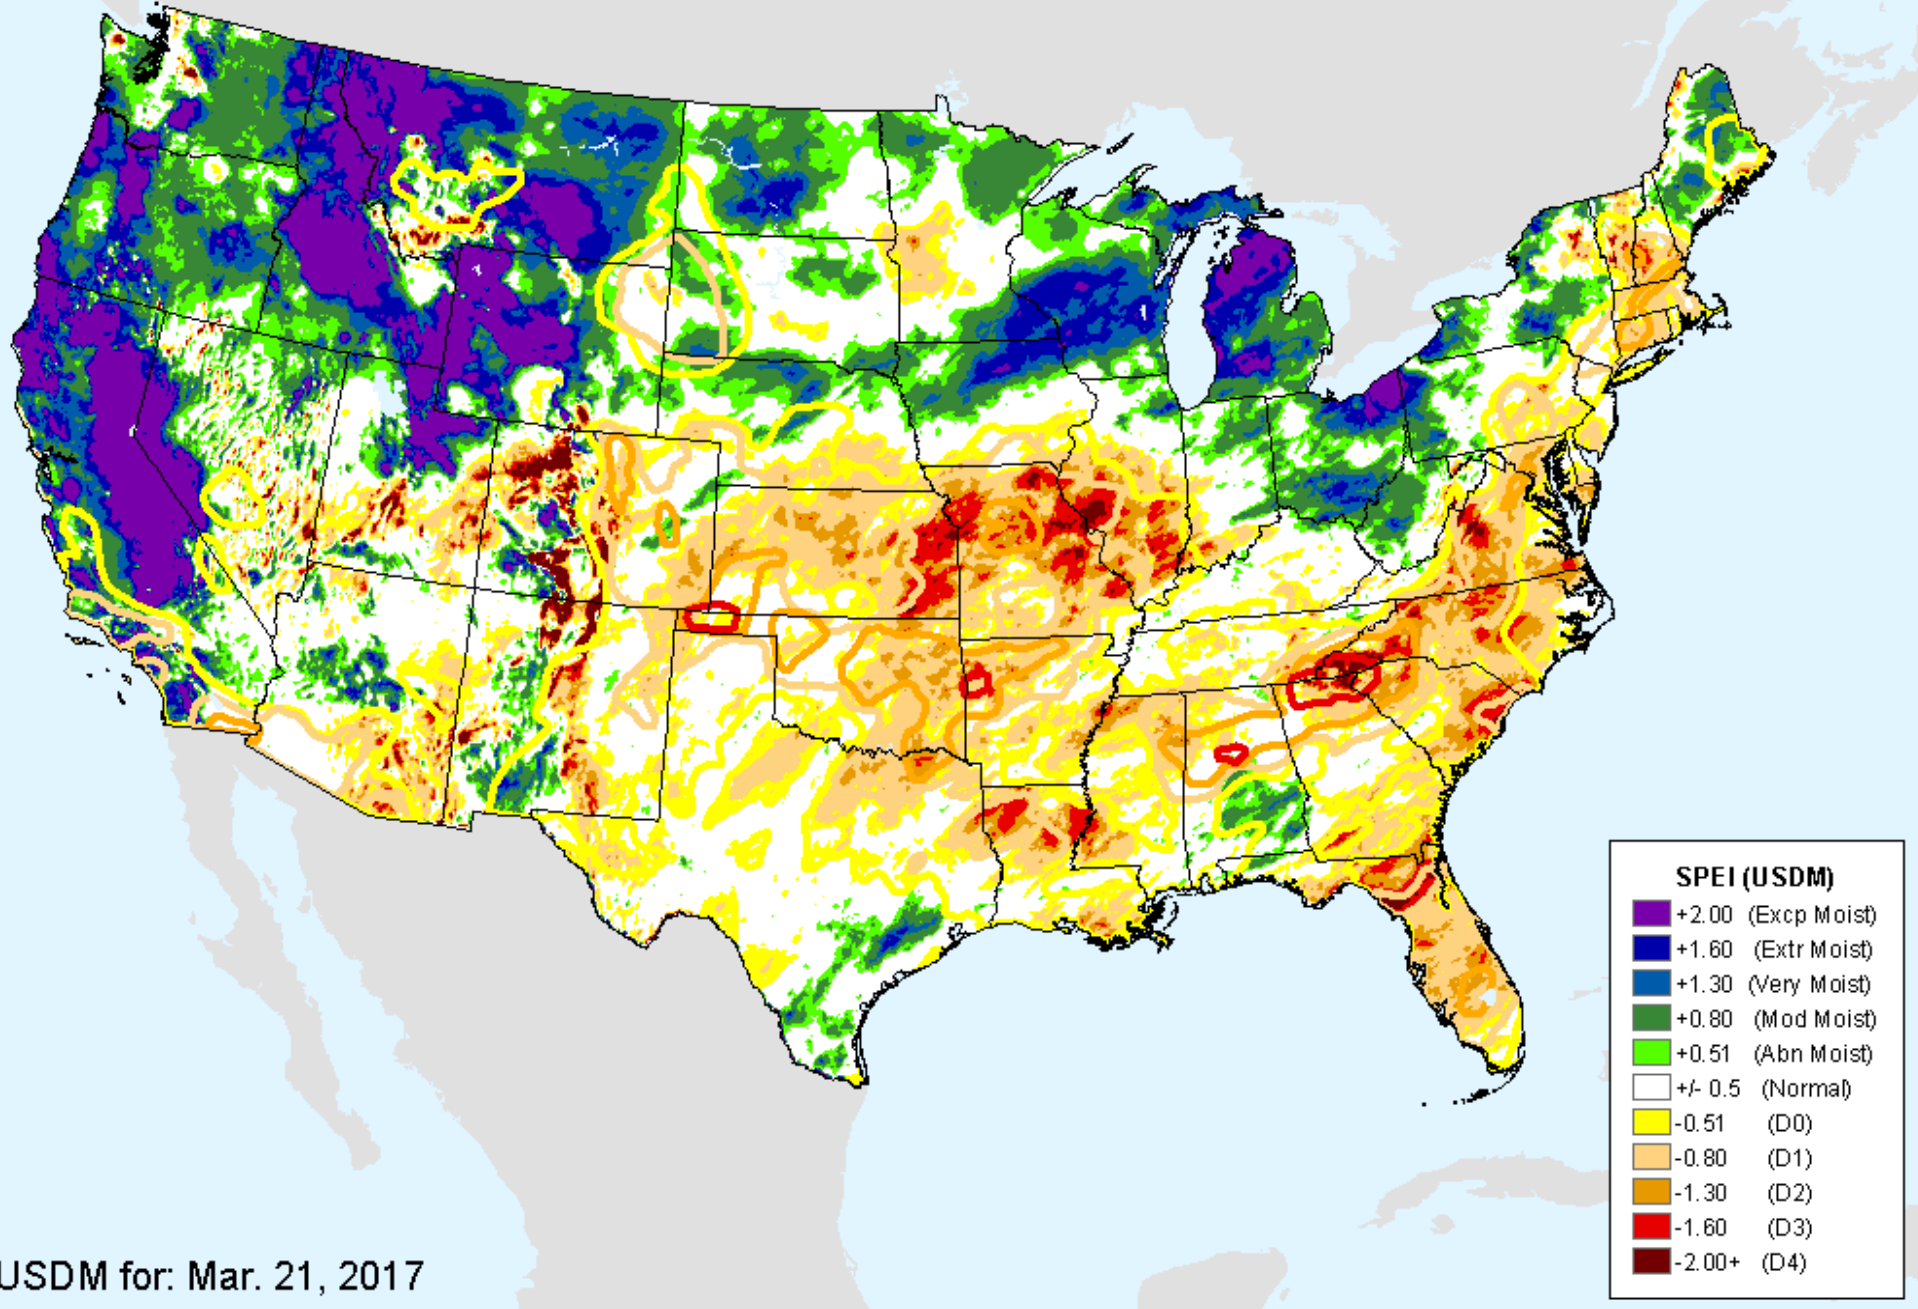 SPEI (USDM)
+2.00 (Excp Moist)
+1.60 (Extr Moist)
+1.30 (Very Moist)
+0.80 (Mod Moist)
+0.51 (Abn Moist)
+/- 0.5 (Normal)
-0.51 (D0)
-0.80 (D1)
-1.30 (D2)
-1.60 (D3)
-2.00+ (D4)
USDM for: Mar. 21, 2017